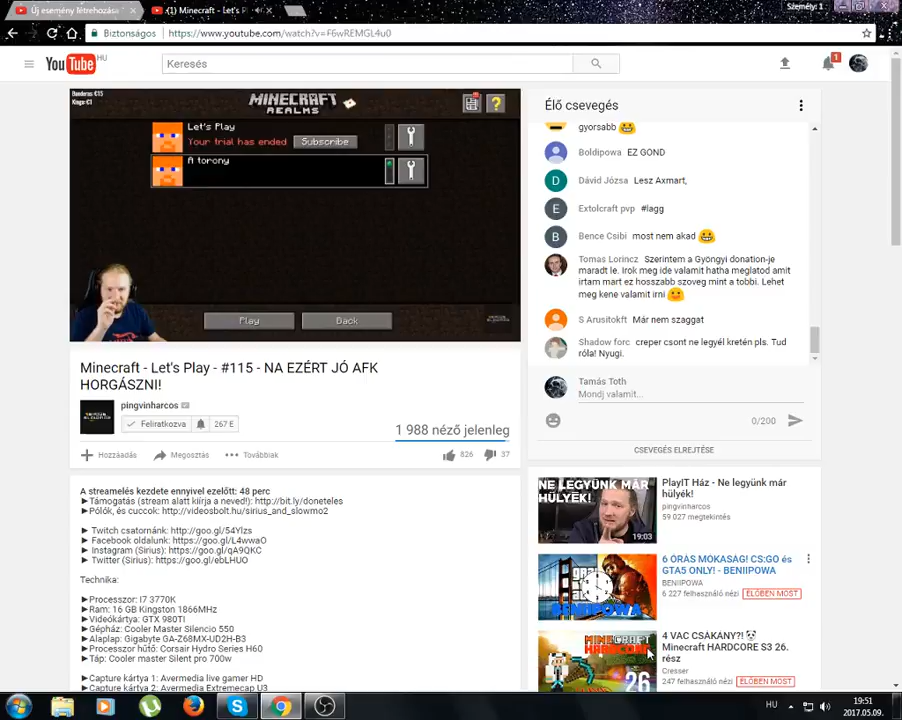 Új esemény létrehozása
(1) Minecraft - Let's P
Személy: 1
Biztonságos
https://www.youtube.com/watch?v=F6wREMGL4u0
YouTube HU
Keresés
1
Banderas: €15
Kinga: €1
MINECRAFT
REALMS
?
Let's Play
Your trial has ended
Subscribe
A torony
Play
Back
Minecraft - Let's Play - #115 - NA EZÉRT JÓ AFK
HORGÁSZNI!
pingvinharcos
Feliratkozva
267 E
1 988 néző jelenleg
Hozzáadás
Megosztás
Továbbiak
826
37
A streamelés kezdete ennyivel ezelőtt: 48 perc
►Támogatás (stream alatt kiírja a neved!): http://bit.ly/doneteles
►Pólók, és cuccok: http://videosbolt.hu/sirius_and_slowmo2
► Twitch csatornánk: http://goo.gl/54Ylzs
► Facebook oldalunk: https://goo.gl/L4wwaO
► Instagram (Sirius): https://goo.gl/qA9QKC
► Twitter (Sirius): https://goo.gl/ebLHUO
Technika:
►Processzor: I7 3770K
►Ram: 16 GB Kingston 1866MHz
►Videókártya: GTX 980TI
►Gépház: Cooler Master Silencio 550
►Alaplap: Gigabyte GA-Z68MX-UD2H-B3
►Processzor hűtő: Corsair Hydro Series H60
►Táp: Cooler master Silent pro 700w
►Capture kártya 1: Avermedia live gamer HD
►Capture kártya 2: Avermedia Extremecap U3
Élő csevegés
gyorsabb
Boldipowa EZ GOND
Dávid Józsa Lesz Axmart,
Extolcraft pvp #lagg
Bence Csibi most nem akad
Tomas Lorincz Szerintem a Gyöngyi donation-je
maradt le. Irok meg ide valamit hatha meglatod amit
irtam mart ez hosszabb szoveg mint a tobbi. Lehet
meg kene valamit irni
S Arusitokft Már nem szaggat
Shadow forc creper csont ne legyél kretén pls. Tud
róla! Nyugi.
Tamás Toth
Mondj valamit...
0/200
CSEVEGÉS ELREJTÉSE
NE LEGYÜNK MÁR
HÜLYÉK!
19:03
PlayIT Ház - Ne legyünk már
hülyék!
pingvinharcos
59 027 megtekintés
6 ÓRÁS MÓKASÁG! CS:GO és
GTA5 ONLY! - BENIIPOWA
BENIIPOWA
6 227 felhasználó nézi
ÉLŐBEN MOST
4 VAC CSÁKÁNY?!
Minecraft HARDCORE S3 26.
rész
Cresser
247 felhasználó nézi
ÉLŐBEN MOST
MINECRAFT
HARDCORE
26
HU
19:51
2017.05.09.